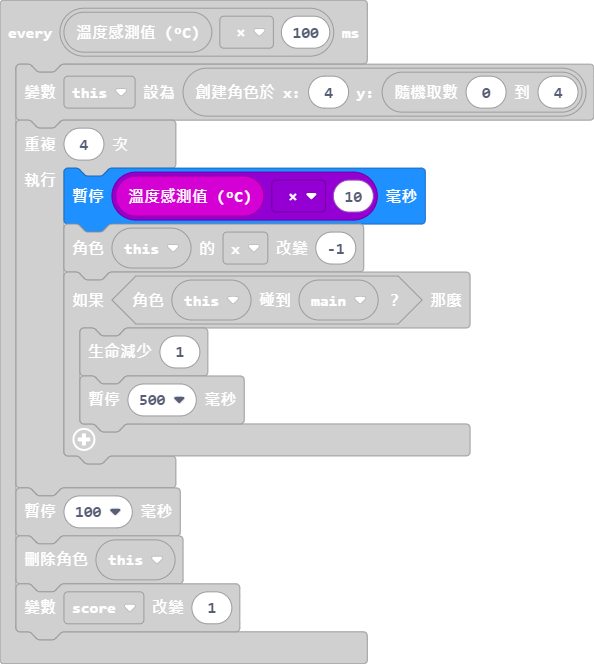 every 溫度感測值 (ºC) × 100 ms
變數 this 設為 創建角色於 x: 4 y: 隨機取數 0 到 4
重複 4 次
執行
暫停 溫度感測值 (ºC) × 10 毫秒
角色 this 的 x 改變 -1
如果 角色 this 碰到 main ? 那麼
生命減少 1
暫停 500 毫秒
暫停 100 毫秒
刪除角色 this
變數 score 改變 1